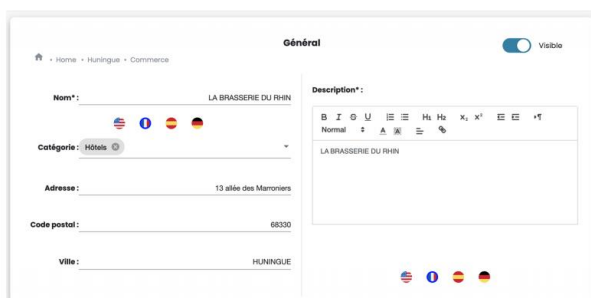 Général
Visible
• Home • Huningue • Commerce
Nom* :
LA BRASSERIE DU RHIN
Catégorie :
Hôtels
Adresse :
13 allée des Marroniers
Code postal :
68330
Ville :
HUNINGUE
Description* :
B I S U H1 H2 X₂ X² ¶
Normal A A
LA BRASSERIE DU RHIN